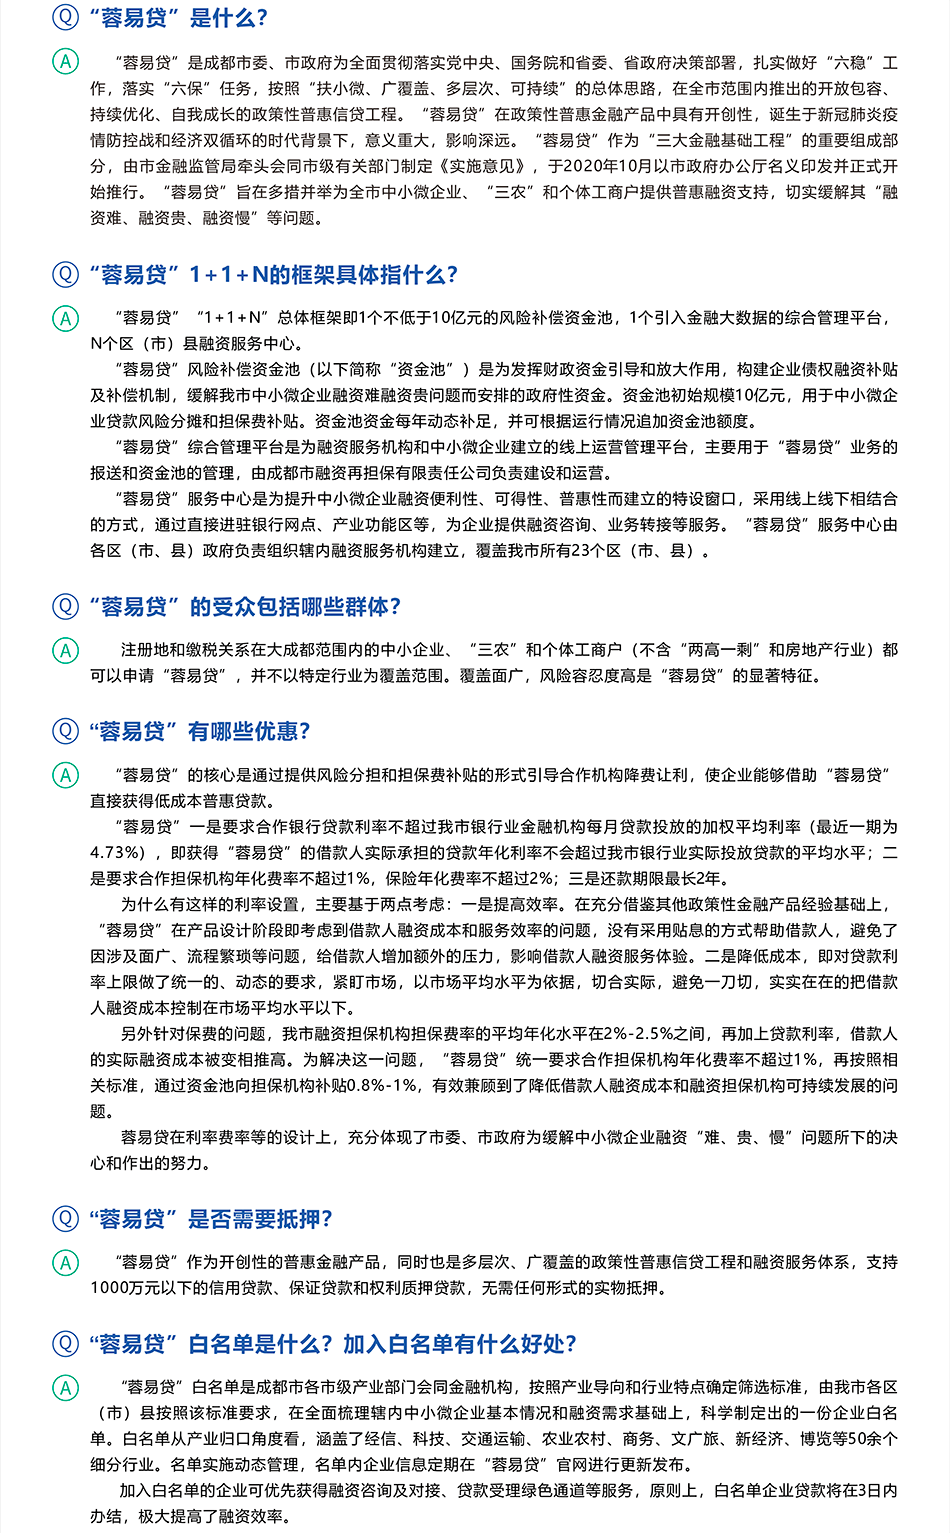 Q “蓉易贷”是什么？
A “蓉易贷”是成都市委、市政府为全面贯彻落实党中央、国务院和省委、省政府决策部署，扎实做好“六稳”工
作，落实“六保”任务，按照“扶小微、广覆盖、多层次、可持续”的总体思路，在全市范围内推出的开放包容、
持续优化、自我成长的政策性普惠信贷工程。“蓉易贷”在政策性普惠金融产品中具有开创性，诞生于新冠肺炎疫
情防控战和经济双循环的时代背景下，意义重大，影响深远。“蓉易贷”作为“三大金融基础工程”的重要组成部
分，由市金融监管局牵头会同市级有关部门制定《实施意见》，于2020年10月以市政府办公厅名义印发并正式开
始推行。“蓉易贷”旨在多措并举为全市中小微企业、“三农”和个体工商户提供普惠融资支持，切实缓解其“融
资难、融资贵、融资慢”等问题。
Q “蓉易贷”1+1+N的框架具体指什么？
A “蓉易贷”“1+1+N”总体框架即1个不低于10亿元的风险补偿资金池，1个引入金融大数据的综合管理平台，
N个区（市）县融资服务中心。
“蓉易贷”风险补偿资金池（以下简称“资金池”）是为发挥财政资金引导和放大作用，构建企业债权融资补贴
及补偿机制，缓解我市中小微企业融资难融资贵问题而安排的政府性资金。资金池初始规模10亿元，用于中小微企
业贷款风险分摊和担保费补贴。资金池资金每年动态补足，并可根据运行情况追加资金池额度。
“蓉易贷”综合管理平台是为融资服务机构和中小微企业建立的线上运营管理平台，主要用于“蓉易贷”业务的
报送和资金池的管理，由成都市融资再担保有限责任公司负责建设和运营。
“蓉易贷”服务中心是为提升中小微企业融资便利性、可得性、普惠性而建立的特设窗口，采用线上线下相结合
的方式，通过直接进驻银行网点、产业功能区等，为企业提供融资咨询、业务转接等服务。“蓉易贷”服务中心由
各区（市、县）政府负责组织辖内融资服务机构建立，覆盖我市所有23个区（市、县）。
Q “蓉易贷”的受众包括哪些群体？
A 注册地和缴税关系在大成都范围内的中小企业、“三农”和个体工商户（不含“两高一剩”和房地产行业）都
可以申请“蓉易贷”，并不以特定行业为覆盖范围。覆盖面广，风险容忍度高是“蓉易贷”的显著特征。
Q “蓉易贷”有哪些优惠？
A “蓉易贷”的核心是通过提供风险分担和担保费补贴的形式引导合作机构降费让利，使企业能够借助“蓉易贷”
直接获得低成本普惠贷款。
“蓉易贷”一是要求合作银行贷款利率不超过我市银行业金融机构每月贷款投放的加权平均利率（最近一期为
4.73%），即获得“蓉易贷”的借款人实际承担的贷款年化利率不会超过我市银行业实际投放贷款的平均水平；二
是要求合作担保机构年化费率不超过1%，保险年化费率不超过2%；三是还款期限最长2年。
为什么有这样的利率设置，主要基于两点考虑：一是提高效率。在充分借鉴其他政策性金融产品经验基础上，
“蓉易贷”在产品设计阶段即考虑到借款人融资成本和服务效率的问题，没有采用贴息的方式帮助借款人，避免了
因涉及面广、流程繁琐等问题，给借款人增加额外的压力，影响借款人融资服务体验。二是降低成本，即对贷款利
率上限做了统一的、动态的要求，紧盯市场，以市场平均水平为依据，切合实际，避免一刀切，实实在在的把借款
人融资成本控制在市场平均水平以下。
另外针对保费的问题，我市融资担保机构担保费率的平均年化水平在2%-2.5%之间，再加上贷款利率，借款人
的实际融资成本被变相推高。为解决这一问题，“蓉易贷”统一要求合作担保机构年化费率不超过1%，再按照相
关标准，通过资金池向担保机构补贴0.8%-1%，有效兼顾到了降低借款人融资成本和融资担保机构可持续发展的问
题。
蓉易贷在利率费率等的设计上，充分体现了市委、市政府为缓解中小微企业融资“难、贵、慢”问题所下的决
心和作出的努力。
Q “蓉易贷”是否需要抵押？
A “蓉易贷”作为开创性的普惠金融产品，同时也是多层次、广覆盖的政策性普惠信贷工程和融资服务体系，支持
1000万元以下的信用贷款、保证贷款和权利质押贷款，无需任何形式的实物抵押。
Q “蓉易贷”白名单是什么？加入白名单有什么好处？
A “蓉易贷”白名单是成都市各市级产业部门会同金融机构，按照产业导向和行业特点确定筛选标准，由我市各区
（市）县按照该标准要求，在全面梳理辖内中小微企业基本情况和融资需求基础上，科学制定出的一份企业白名
单。白名单从产业归口角度看，涵盖了经信、科技、交通运输、农业农村、商务、文广旅、新经济、博览等50余个
细分行业。名单实施动态管理，名单内企业信息定期在“蓉易贷”官网进行更新发布。
加入白名单的企业可优先获得融资咨询及对接、贷款受理绿色通道等服务，原则上，白名单企业贷款将在3日内
办结，极大提高了融资效率。